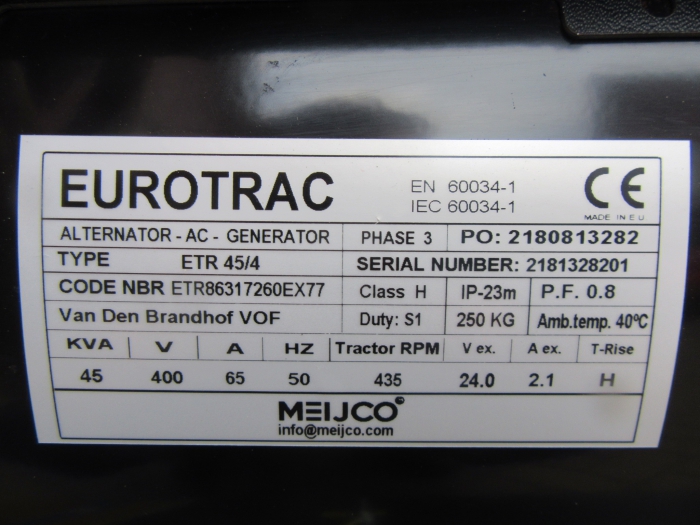 EUROTRAC EN 60034-1 CE
IEC 60034-1 MADE IN E.U
ALTERNATOR - AC - GENERATOR PHASE 3 PO: 2180813282
TYPE ETR 45/4 SERIAL NUMBER: 2181328201
CODE NBR ETR86317260EX77 Class H IP-23m P.F. 0.8
Van Den Brandhof VOF Duty: S1 250 KG Amb.temp. 40ºC
KVA V A HZ Tractor RPM V ex. A ex. T-Rise
45 400 65 50 435 24.0 2.1 H
MEIJCO
info@meijco.com